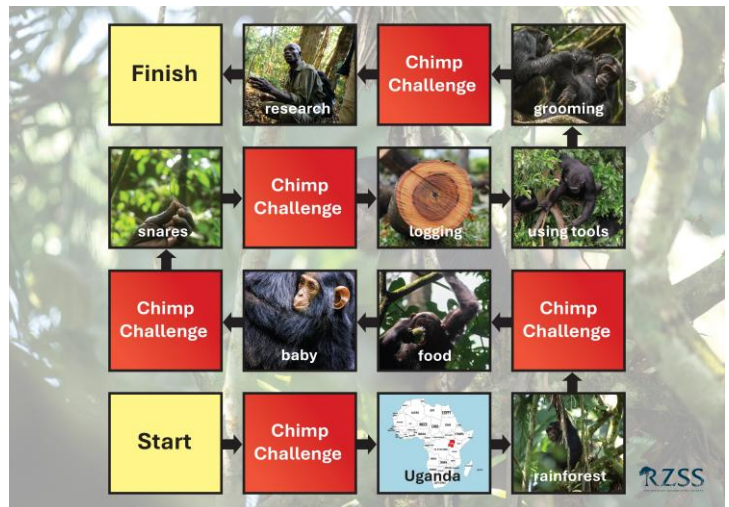 Finish
research
Chimp
Challenge
grooming
snares
Chimp
Challenge
logging
using tools
Chimp
Challenge
baby
food
Chimp
Challenge
Start
Chimp
Challenge
Uganda
rainforest
RZSS